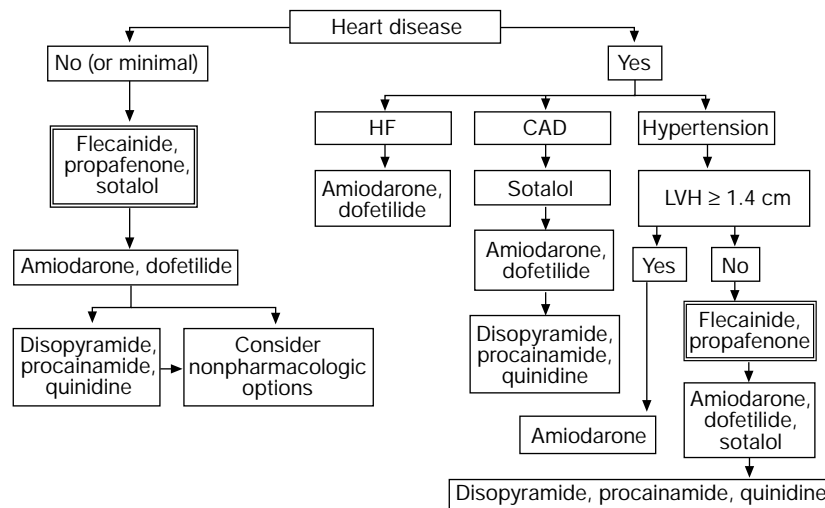 Heart disease
No (or minimal)
Yes
Flecainide,
propafenone,
sotalol
Amiodarone, dofetilide
Disopyramide,
procainamide,
quinidine
Consider
nonpharmacologic
options
HF
Amiodarone,
dofetilide
CAD
Sotalol
Amiodarone,
dofetilide
Disopyramide,
procainamide,
quinidine
Hypertension
LVH ≥ 1.4 cm
Yes
No
Amiodarone
Flecainide,
propafenone
Amiodarone,
dofetilide,
sotalol
Disopyramide, procainamide, quinidine